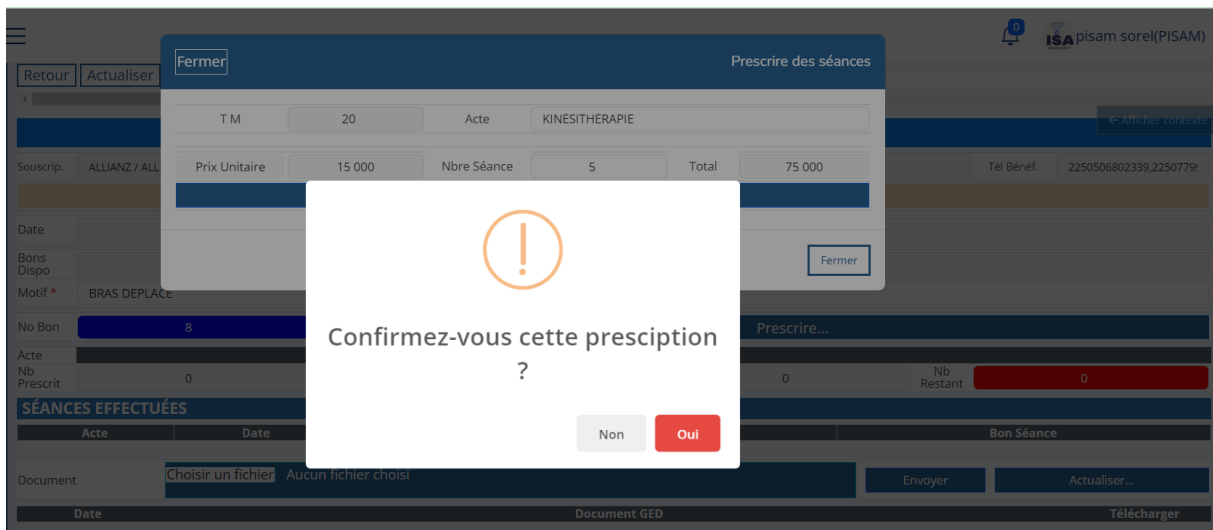 0
ISA pisam sorel(PISAM)
Fermer Prescrire des séances
Retour Actualiser
T M 20 Acte KINÉSITHÉRAPIE
← Afficher contexte
Souscrip. ALLIANZ / ALL Prix Unitaire 15 000 Nbre Séance 5 Total 75 000 Tél Bénéf. 2250506802339,22507795
Date
Bons Dispo
Fermer
Motif * BRAS DEPLACE
No Bon 8 Prescrire...
Confirmez-vous cette presciption
?
Acte
Nb Prescrit 0 0 Nb Restant 0
SÉANCES EFFECTUÉES
Non Oui
Acte Date Bon Séance
Document Choisir un fichier Aucun fichier choisi Envoyer Actualiser...
Date Document GED Télécharger